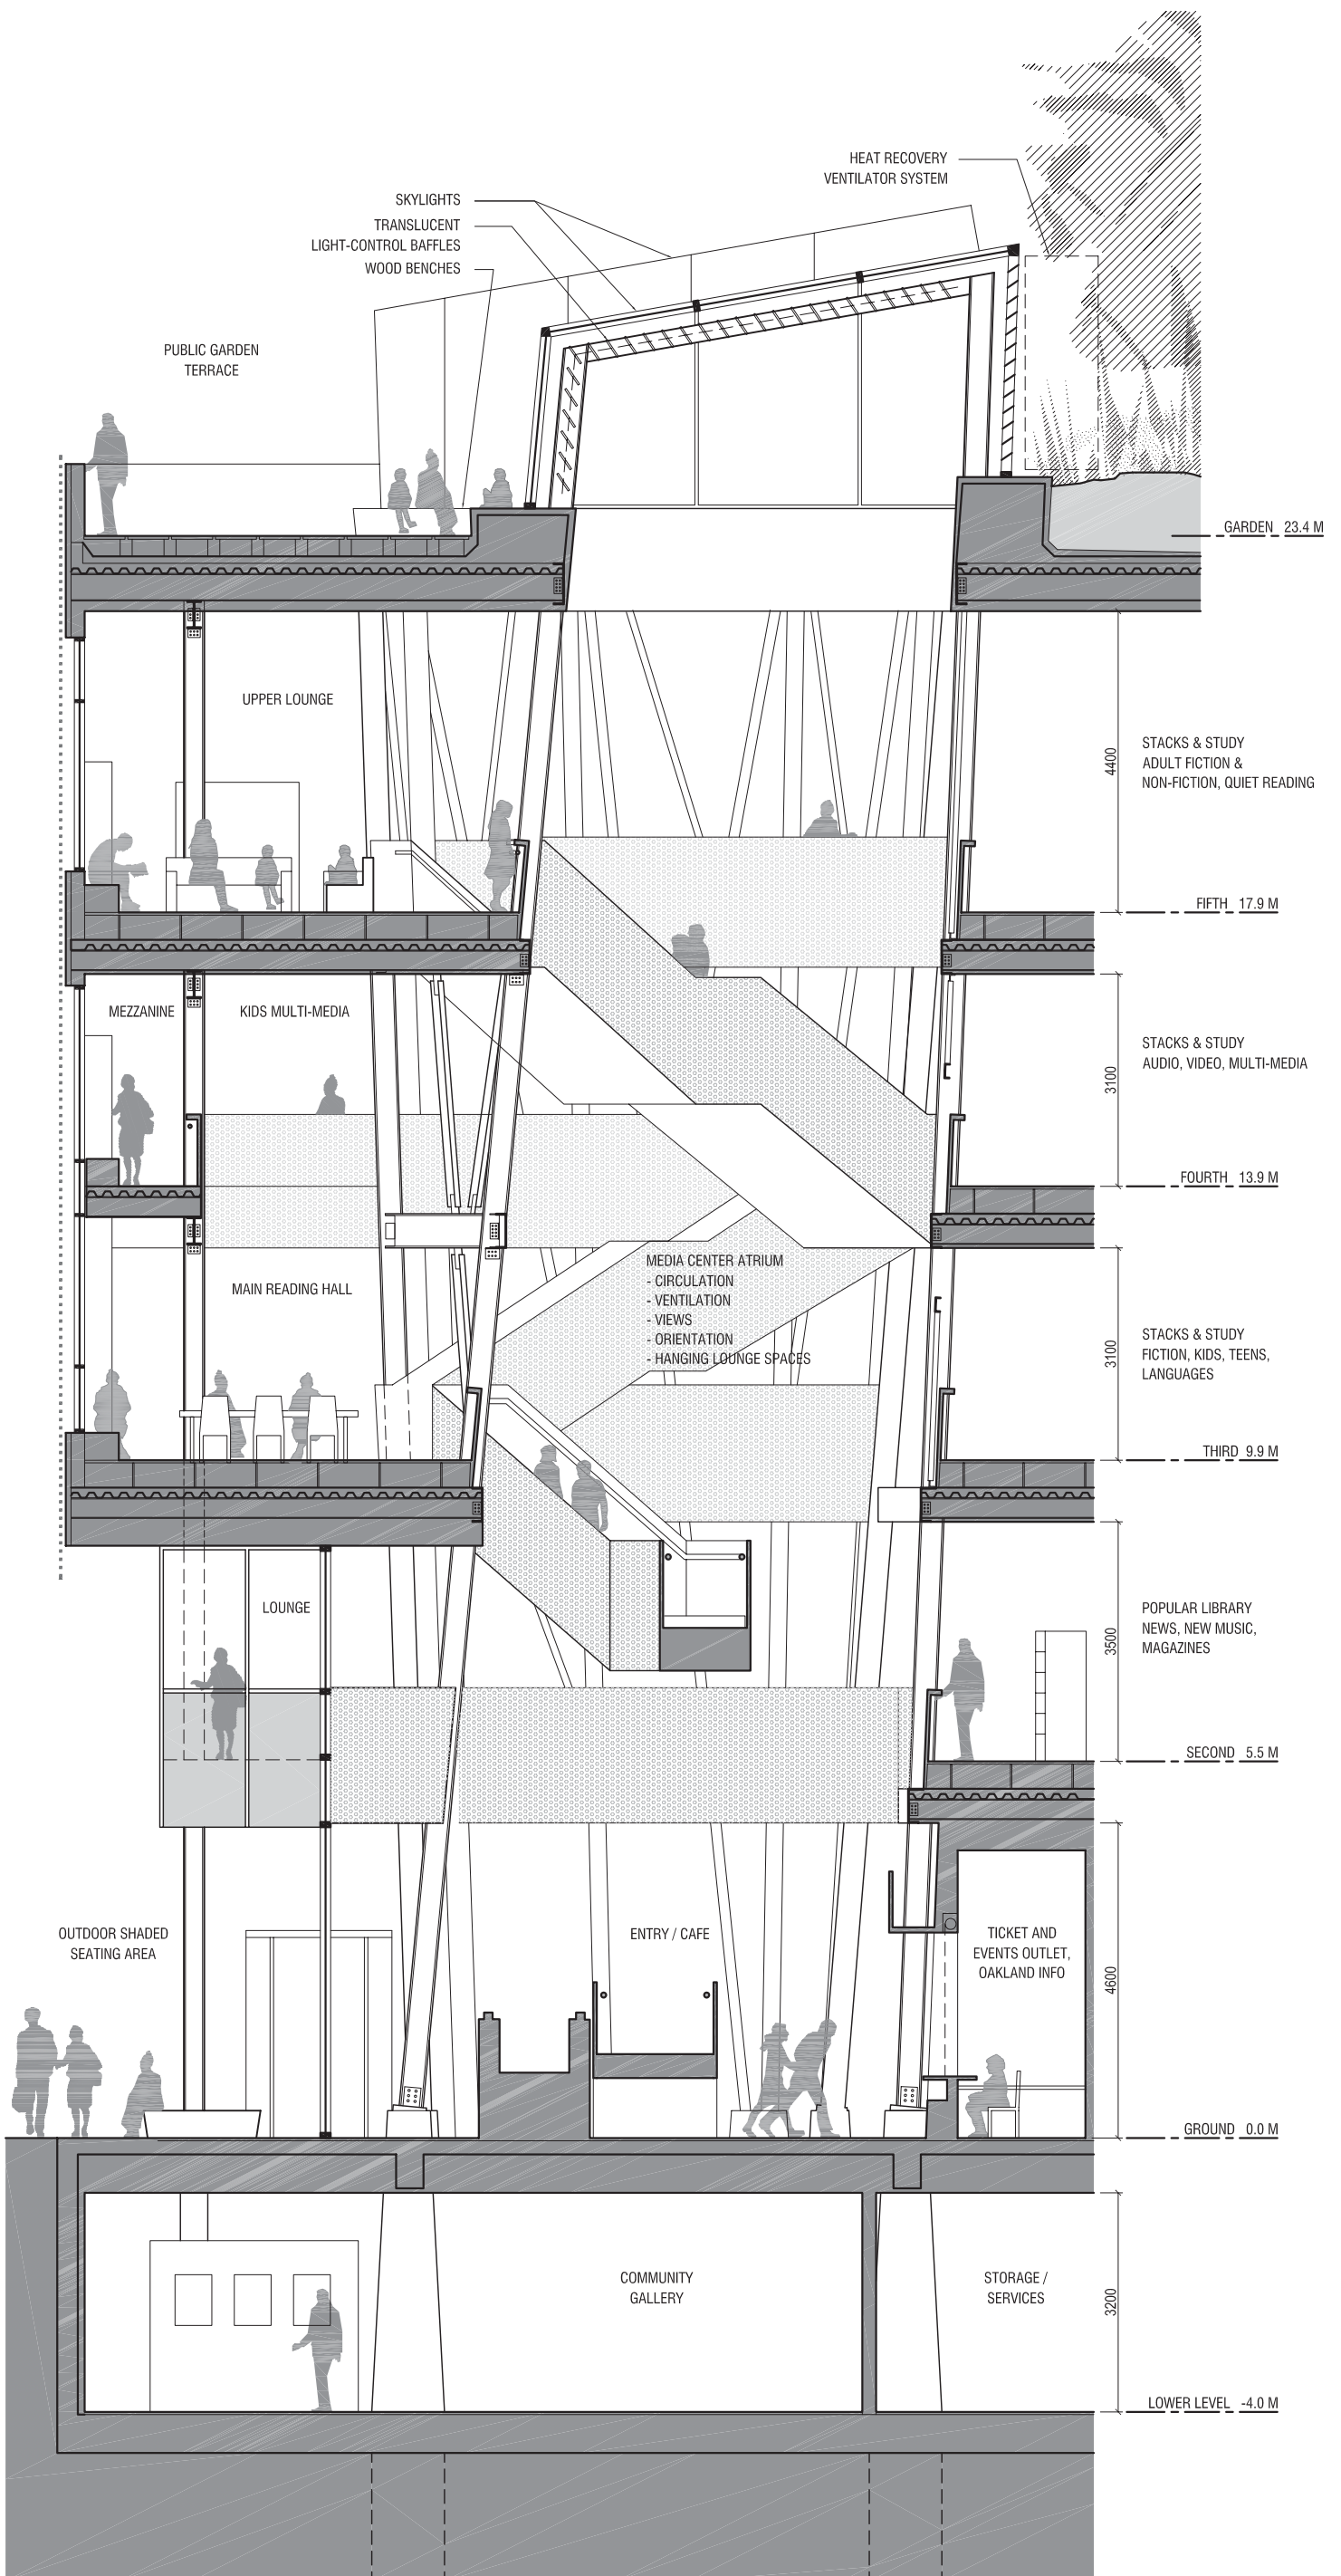 HEAT RECOVERY
VENTILATOR SYSTEM
SKYLIGHTS
TRANSLUCENT
LIGHT-CONTROL BAFFLES
WOOD BENCHES
PUBLIC GARDEN
TERRACE
GARDEN 23.4 M
UPPER LOUNGE
4400
STACKS & STUDY
ADULT FICTION &
NON-FICTION, QUIET READING
FIFTH 17.9 M
MEZZANINE
KIDS MULTI-MEDIA
3100
STACKS & STUDY
AUDIO, VIDEO, MULTI-MEDIA
FOURTH 13.9 M
MAIN READING HALL
MEDIA CENTER ATRIUM
- CIRCULATION
- VENTILATION
- VIEWS
- ORIENTATION
- HANGING LOUNGE SPACES
3100
STACKS & STUDY
FICTION, KIDS, TEENS,
LANGUAGES
THIRD 9.9 M
LOUNGE
3500
POPULAR LIBRARY
NEWS, NEW MUSIC,
MAGAZINES
SECOND 5.5 M
OUTDOOR SHADED
SEATING AREA
ENTRY / CAFE
TICKET AND
EVENTS OUTLET,
OAKLAND INFO
4600
GROUND 0.0 M
COMMUNITY
GALLERY
STORAGE /
SERVICES
3200
LOWER LEVEL -4.0 M